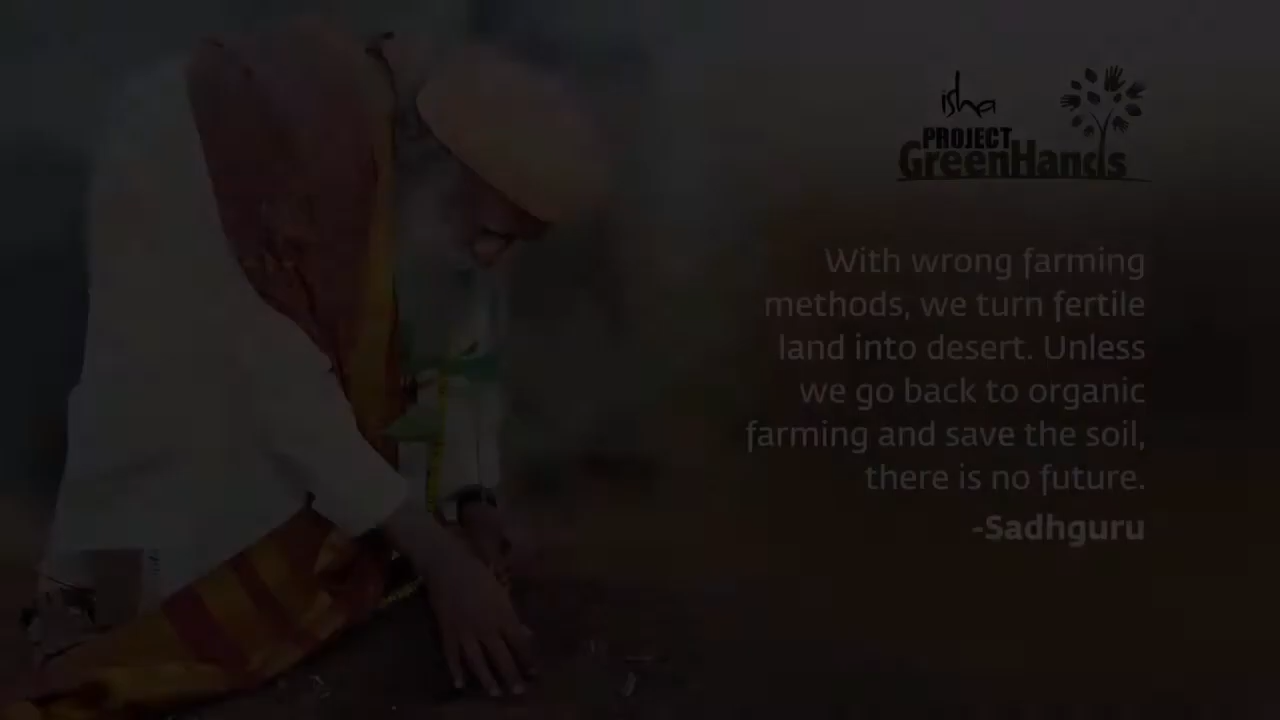 isha
PROJECT
GreenHands
With wrong farming
methods, we turn fertile
land into desert. Unless
we go back to organic
farming and save the soil,
there is no future.
-Sadhguru